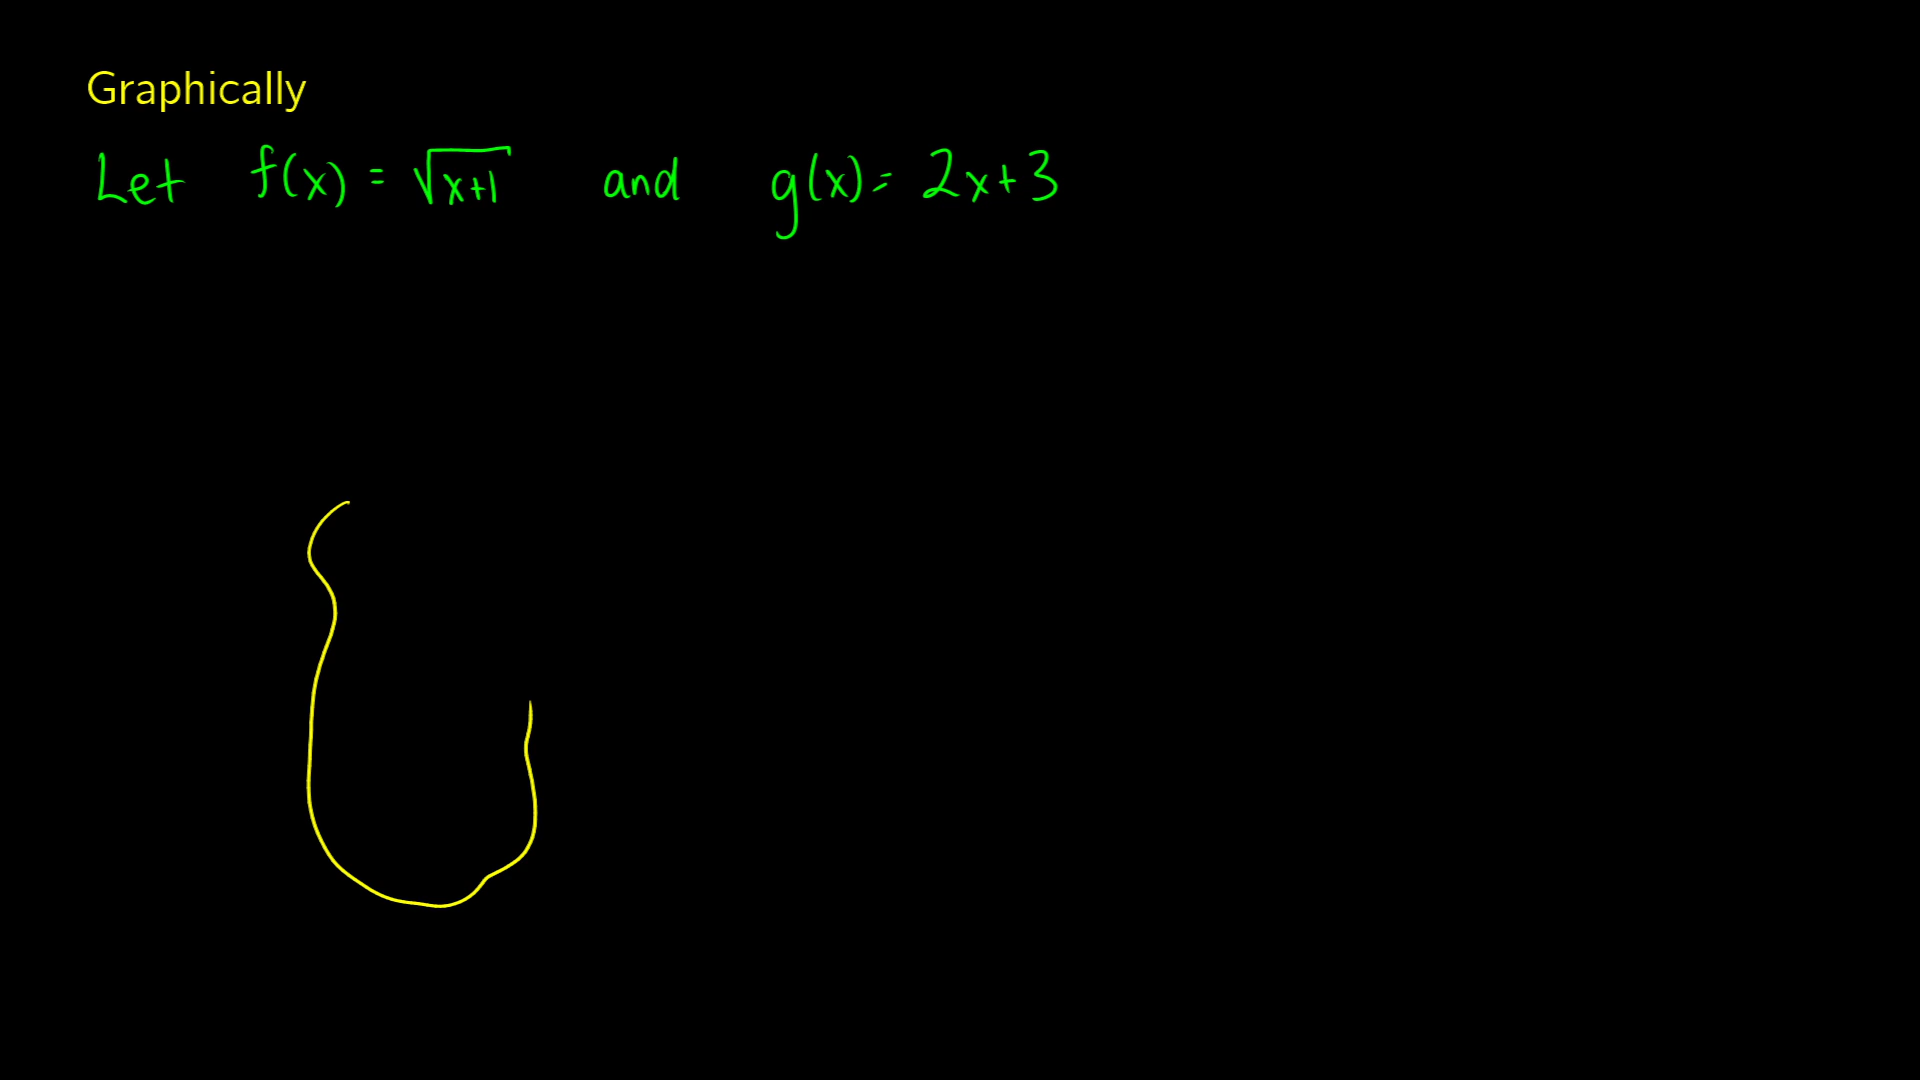 Graphically
Let f(x) = √x+1 and g(x) = 2x+3